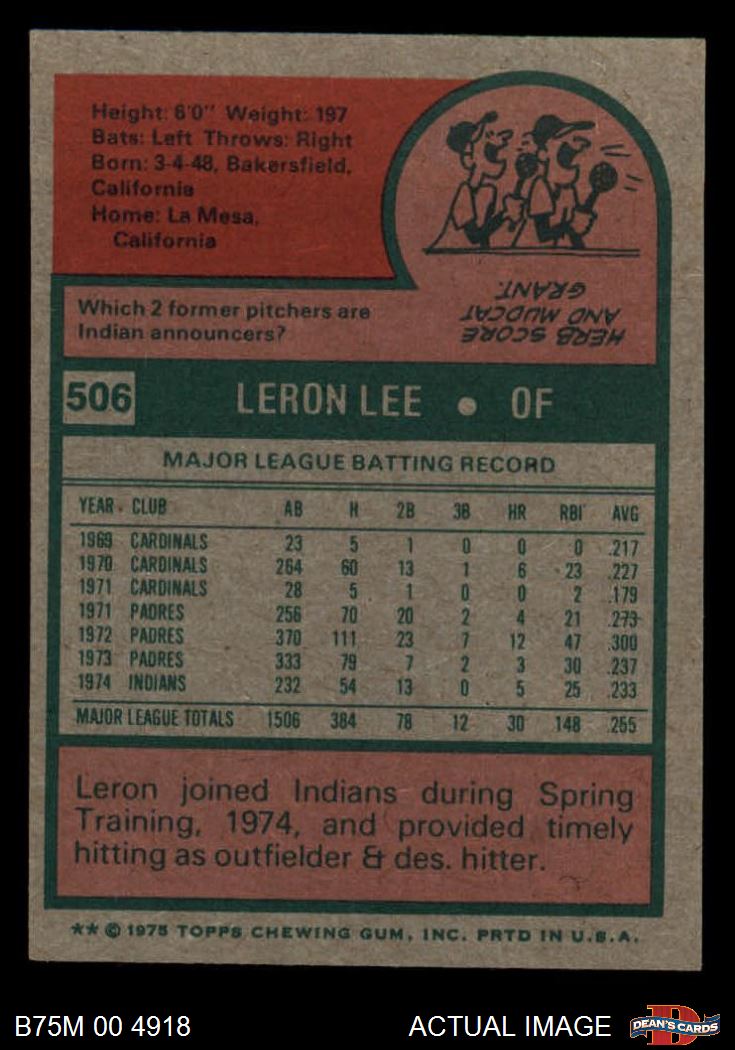 Height: 6'0" Weight: 197
Bats: Left Throws: Right
Born: 3-4-48, Bakersfield,
California
Home: La Mesa,
California
Which 2 former pitchers are
Indian announcers?
HERB SCORE
AND MUDCAT
GRANT.
506 LERON LEE • OF
MAJOR LEAGUE BATTING RECORD
YEAR CLUB AB H 2B 3B HR RBI AVG
1969 CARDINALS 23 5 1 0 0 0 .217
1970 CARDINALS 264 60 13 1 6 23 .227
1971 CARDINALS 28 5 1 0 0 2 .179
1971 PADRES 256 70 20 2 4 21 .273
1972 PADRES 370 111 23 7 12 47 .300
1973 PADRES 333 79 7 2 3 30 .237
1974 INDIANS 232 54 13 0 5 25 .233
MAJOR LEAGUE TOTALS 1506 384 78 12 30 148 .255
Leron joined Indians during Spring
Training, 1974, and provided timely
hitting as outfielder & des. hitter.
** © 1975 TOPPS CHEWING GUM, INC. PRTD IN U.S.A.
B75M 00 4918 ACTUAL IMAGE D DEAN'S CARDS